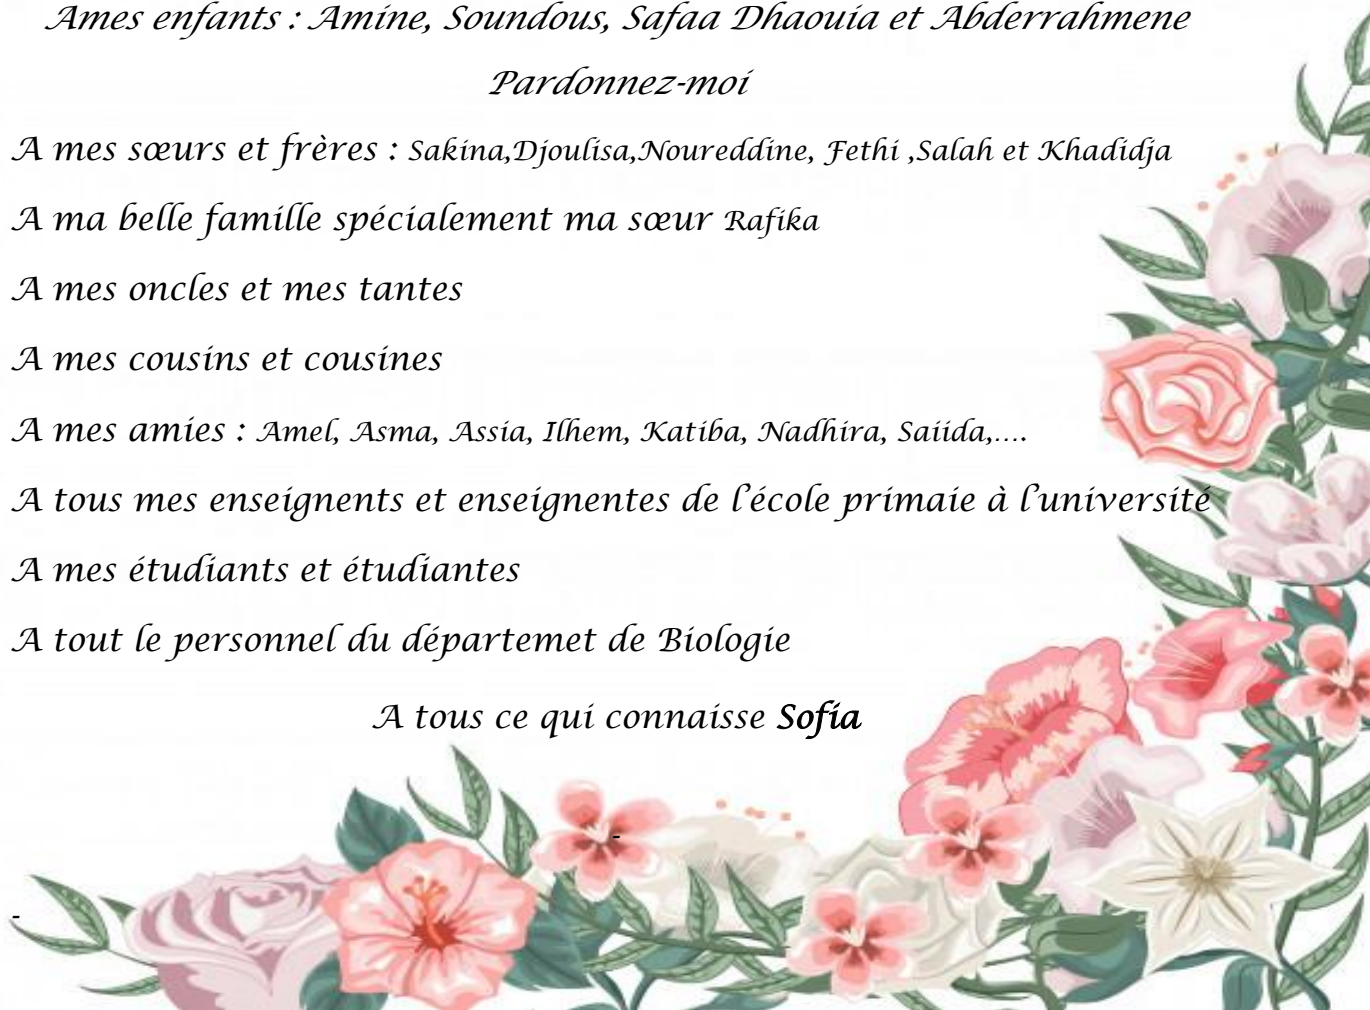 Ames enfants : Amine, Soundous, Safaa Dhaouia et Abderrahmene
Pardonnez-moi
A mes sœurs et frères : Sakina,Djoulisa,Noureddine, Fethi ,Salah et Khadidja
A ma belle famille spécialement ma sœur Rafika
A mes oncles et mes tantes
A mes cousins et cousines
A mes amies : Amel, Asma, Assia, Ilhem, Katiba, Nadhira, Saiida,….
A tous mes enseignents et enseignentes de l’école primaie à l’université
A mes étudiants et étudiantes
A tout le personnel du départemet de Biologie
A tous ce qui connaisse Sofia
-
-